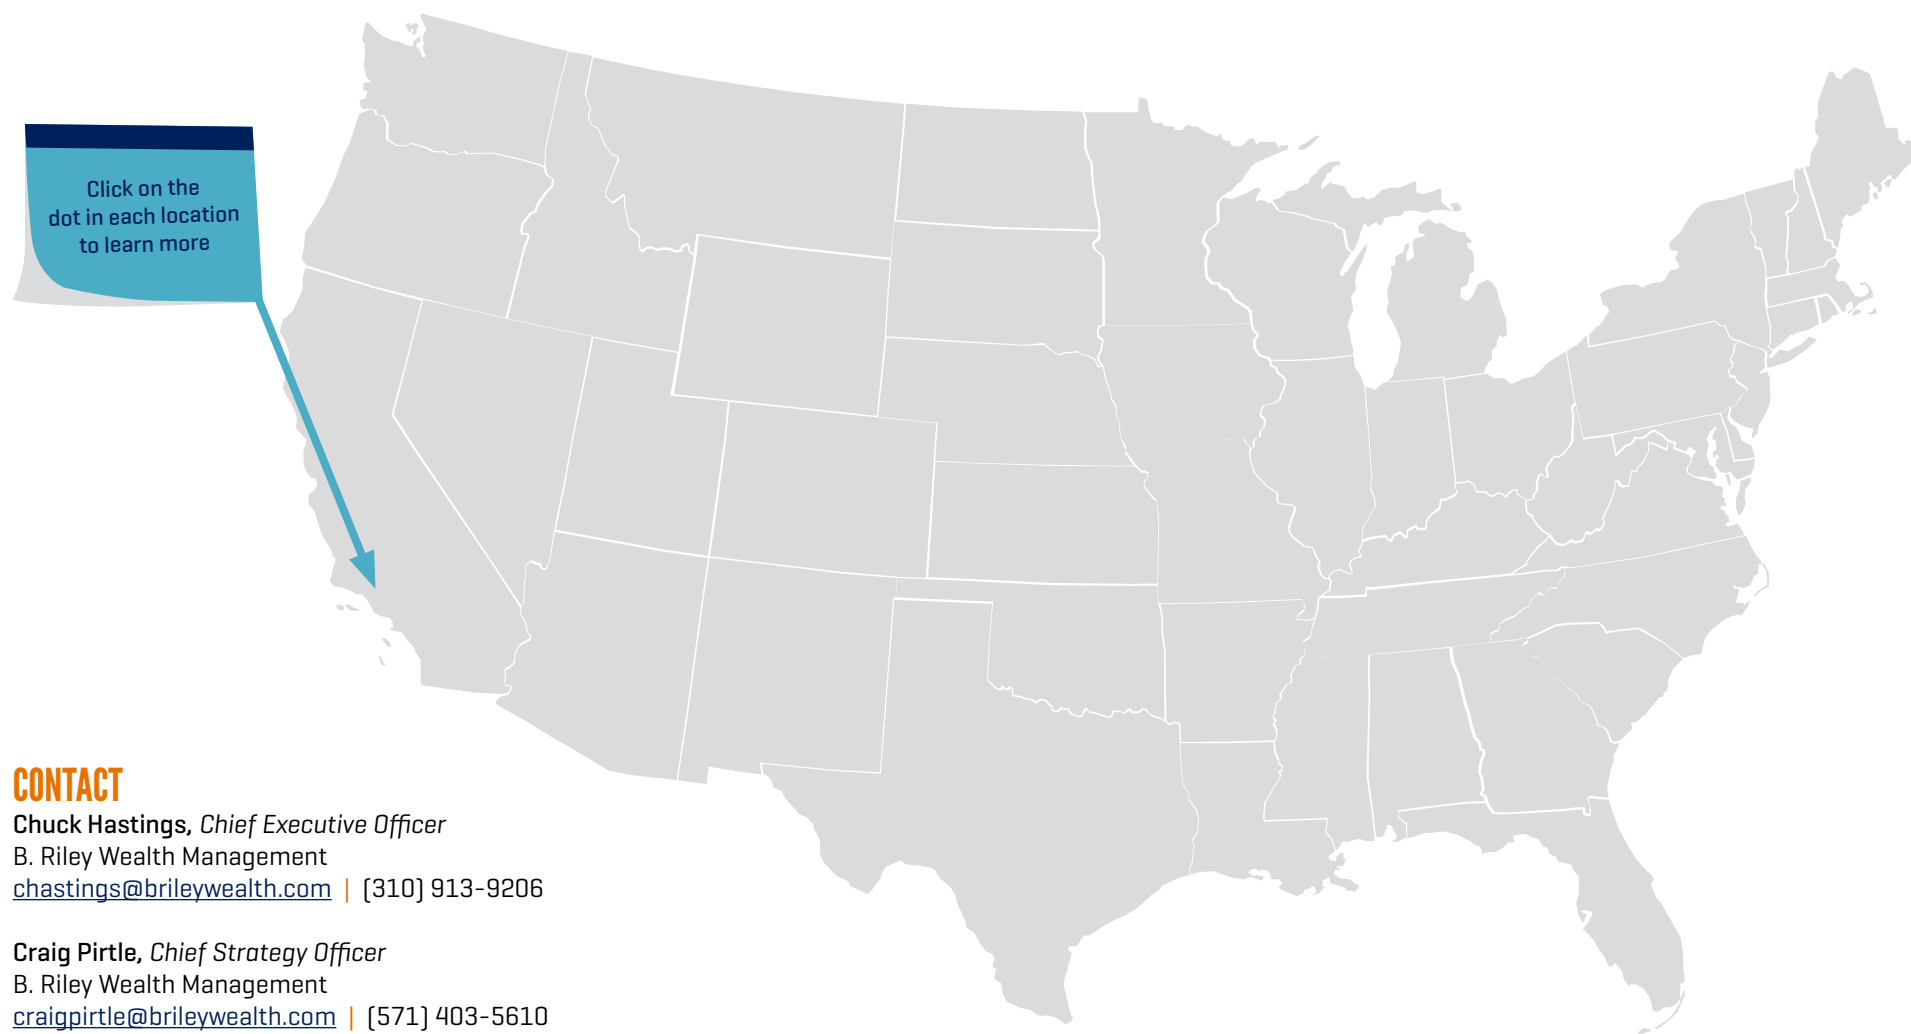 Click on the
dot in each location
to learn more
CONTACT
Chuck Hastings, Chief Executive Officer
B. Riley Wealth Management
chastings@brileywealth.com | (310) 913-9206
Craig Pirtle, Chief Strategy Officer
B. Riley Wealth Management
craigpirtle@brileywealth.com | (571) 403-5610